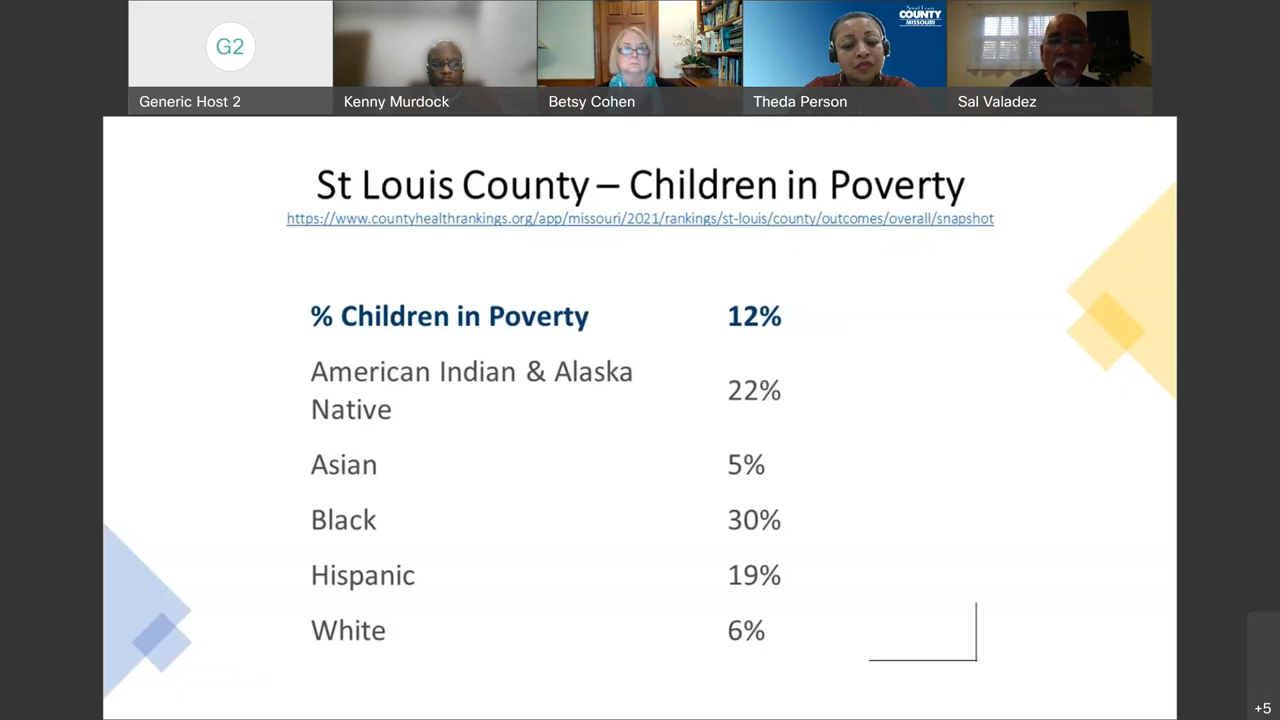 G2
Saint Louis
COUNTY
MISSOURI
Generic Host 2
Kenny Murdock
Betsy Cohen
Theda Person
Sal Valadez
St Louis County – Children in Poverty
https://www.countyhealthrankings.org/app/missouri/2021/rankings/st-louis/county/outcomes/overall/snapshot
% Children in Poverty 12%
American Indian & Alaska
Native 22%
Asian 5%
Black 30%
Hispanic 19%
White 6%
+5